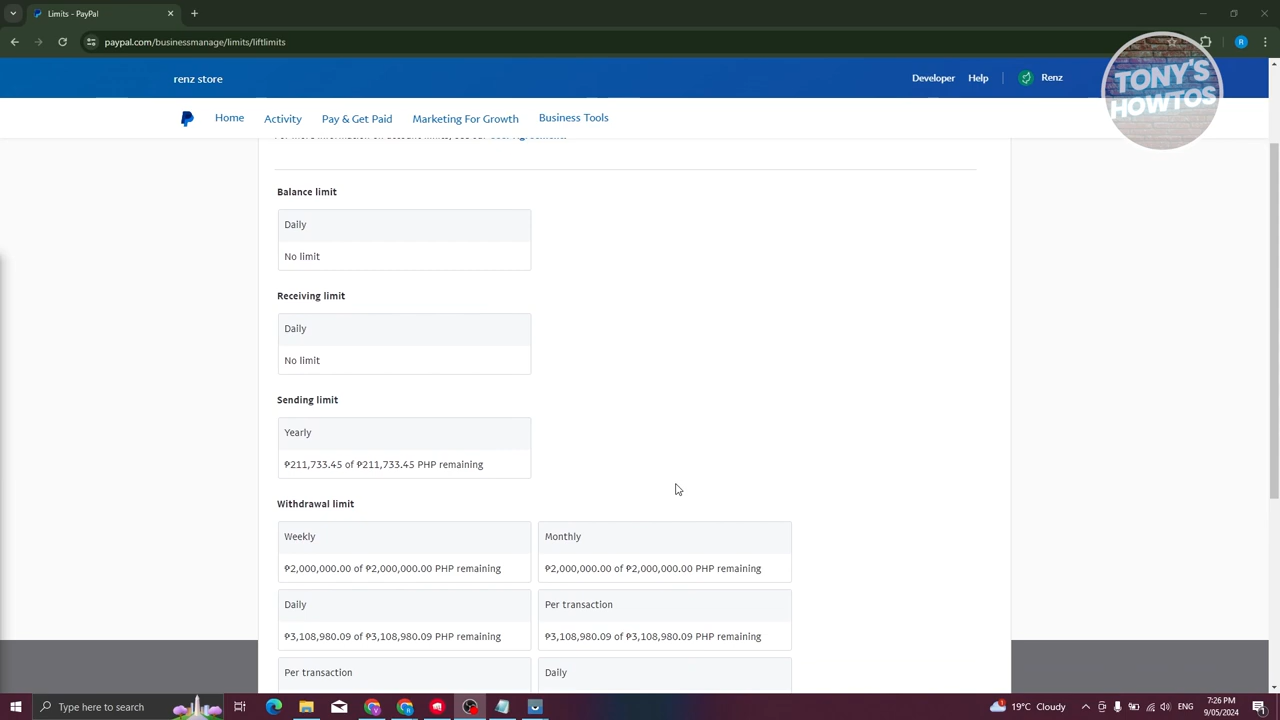 Limits - PayPal
paypal.com/businessmanage/limits/liftlimits
R
TONY'S
HOWTOS
renz store
Developer
Help
Renz
Home
Activity
Pay & Get Paid
Marketing For Growth
Business Tools
Balance limit
Daily
No limit
Receiving limit
Daily
No limit
Sending limit
Yearly
₱211,733.45 of ₱211,733.45 PHP remaining
Withdrawal limit
Weekly
Monthly
₱2,000,000.00 of ₱2,000,000.00 PHP remaining
₱2,000,000.00 of ₱2,000,000.00 PHP remaining
Daily
Per transaction
₱3,108,980.09 of ₱3,108,980.09 PHP remaining
₱3,108,980.09 of ₱3,108,980.09 PHP remaining
Per transaction
Daily
Type here to search
19°C Cloudy
7:26 PM
9/05/2024